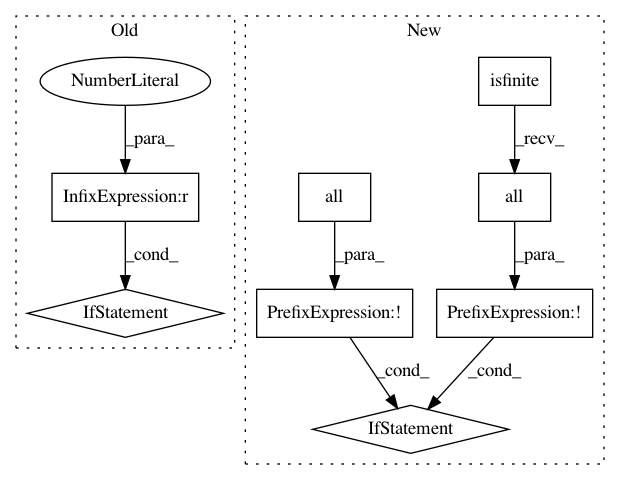 Old
New
NumberLiteral
isfinite
_para_
_recv_
InfixExpression:r
all
all
_cond_
_para_
_para_
IfStatement
PrefixExpression:!
PrefixExpression:!
_cond_
_cond_
IfStatement